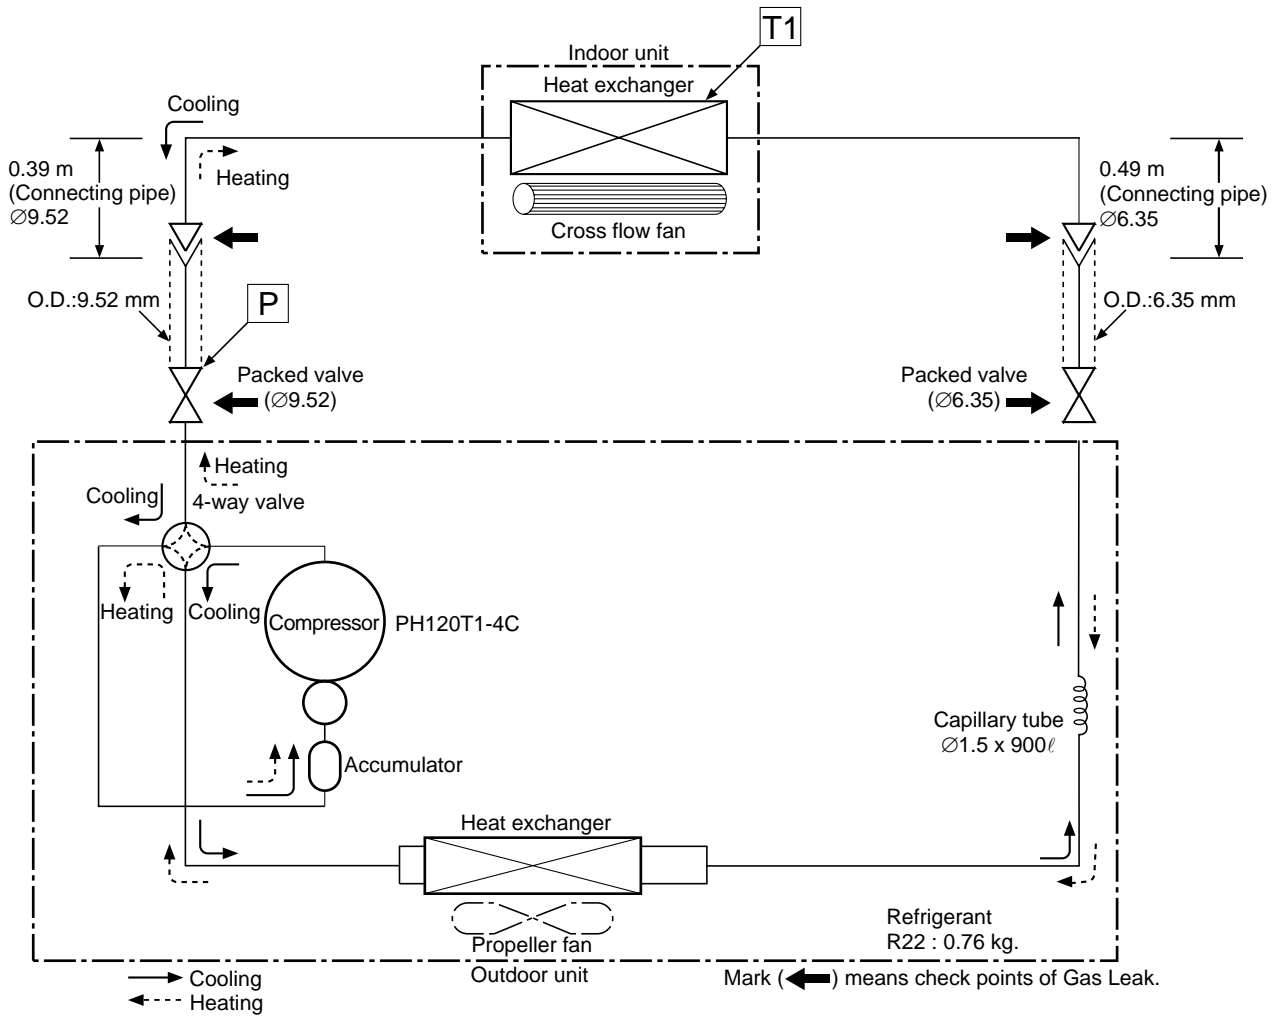 T1
Indoor unit
Heat exchanger
Cooling
Heating
0.39 m
(Connecting pipe)
∅9.52
0.49 m
(Connecting pipe)
∅6.35
Cross flow fan
O.D.:9.52 mm
P
O.D.:6.35 mm
Packed valve
(∅9.52)
Packed valve
(∅6.35)
Heating
Cooling
4-way valve
Heating
Cooling
Compressor
PH120T1-4C
Capillary tube
∅1.5 x 900ℓ
Accumulator
Heat exchanger
Refrigerant
R22 : 0.76 kg.
Propeller fan
Outdoor unit
Cooling
Heating
Mark (⬅) means check points of Gas Leak.